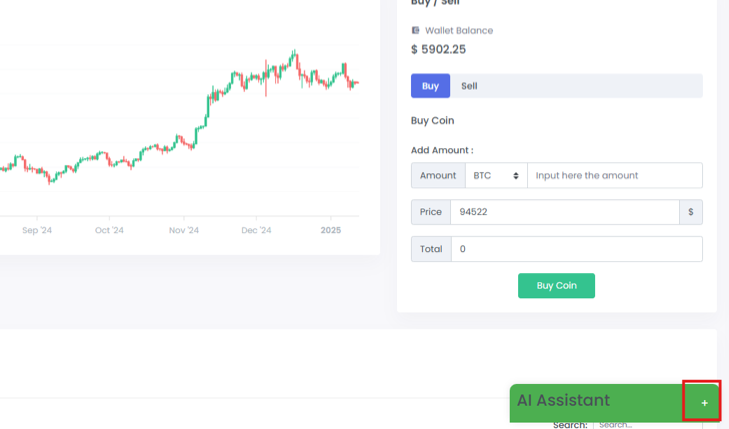 Buy / Sell
Wallet Balance
$ 5902.25
Buy Sell
Buy Coin
Add Amount :
Amount BTC Input here the amount
Price 94522 $
Total 0
Buy Coin
Sep '24 Oct '24 Nov '24 Dec '24 2025
AI Assistant +
Search: Search...